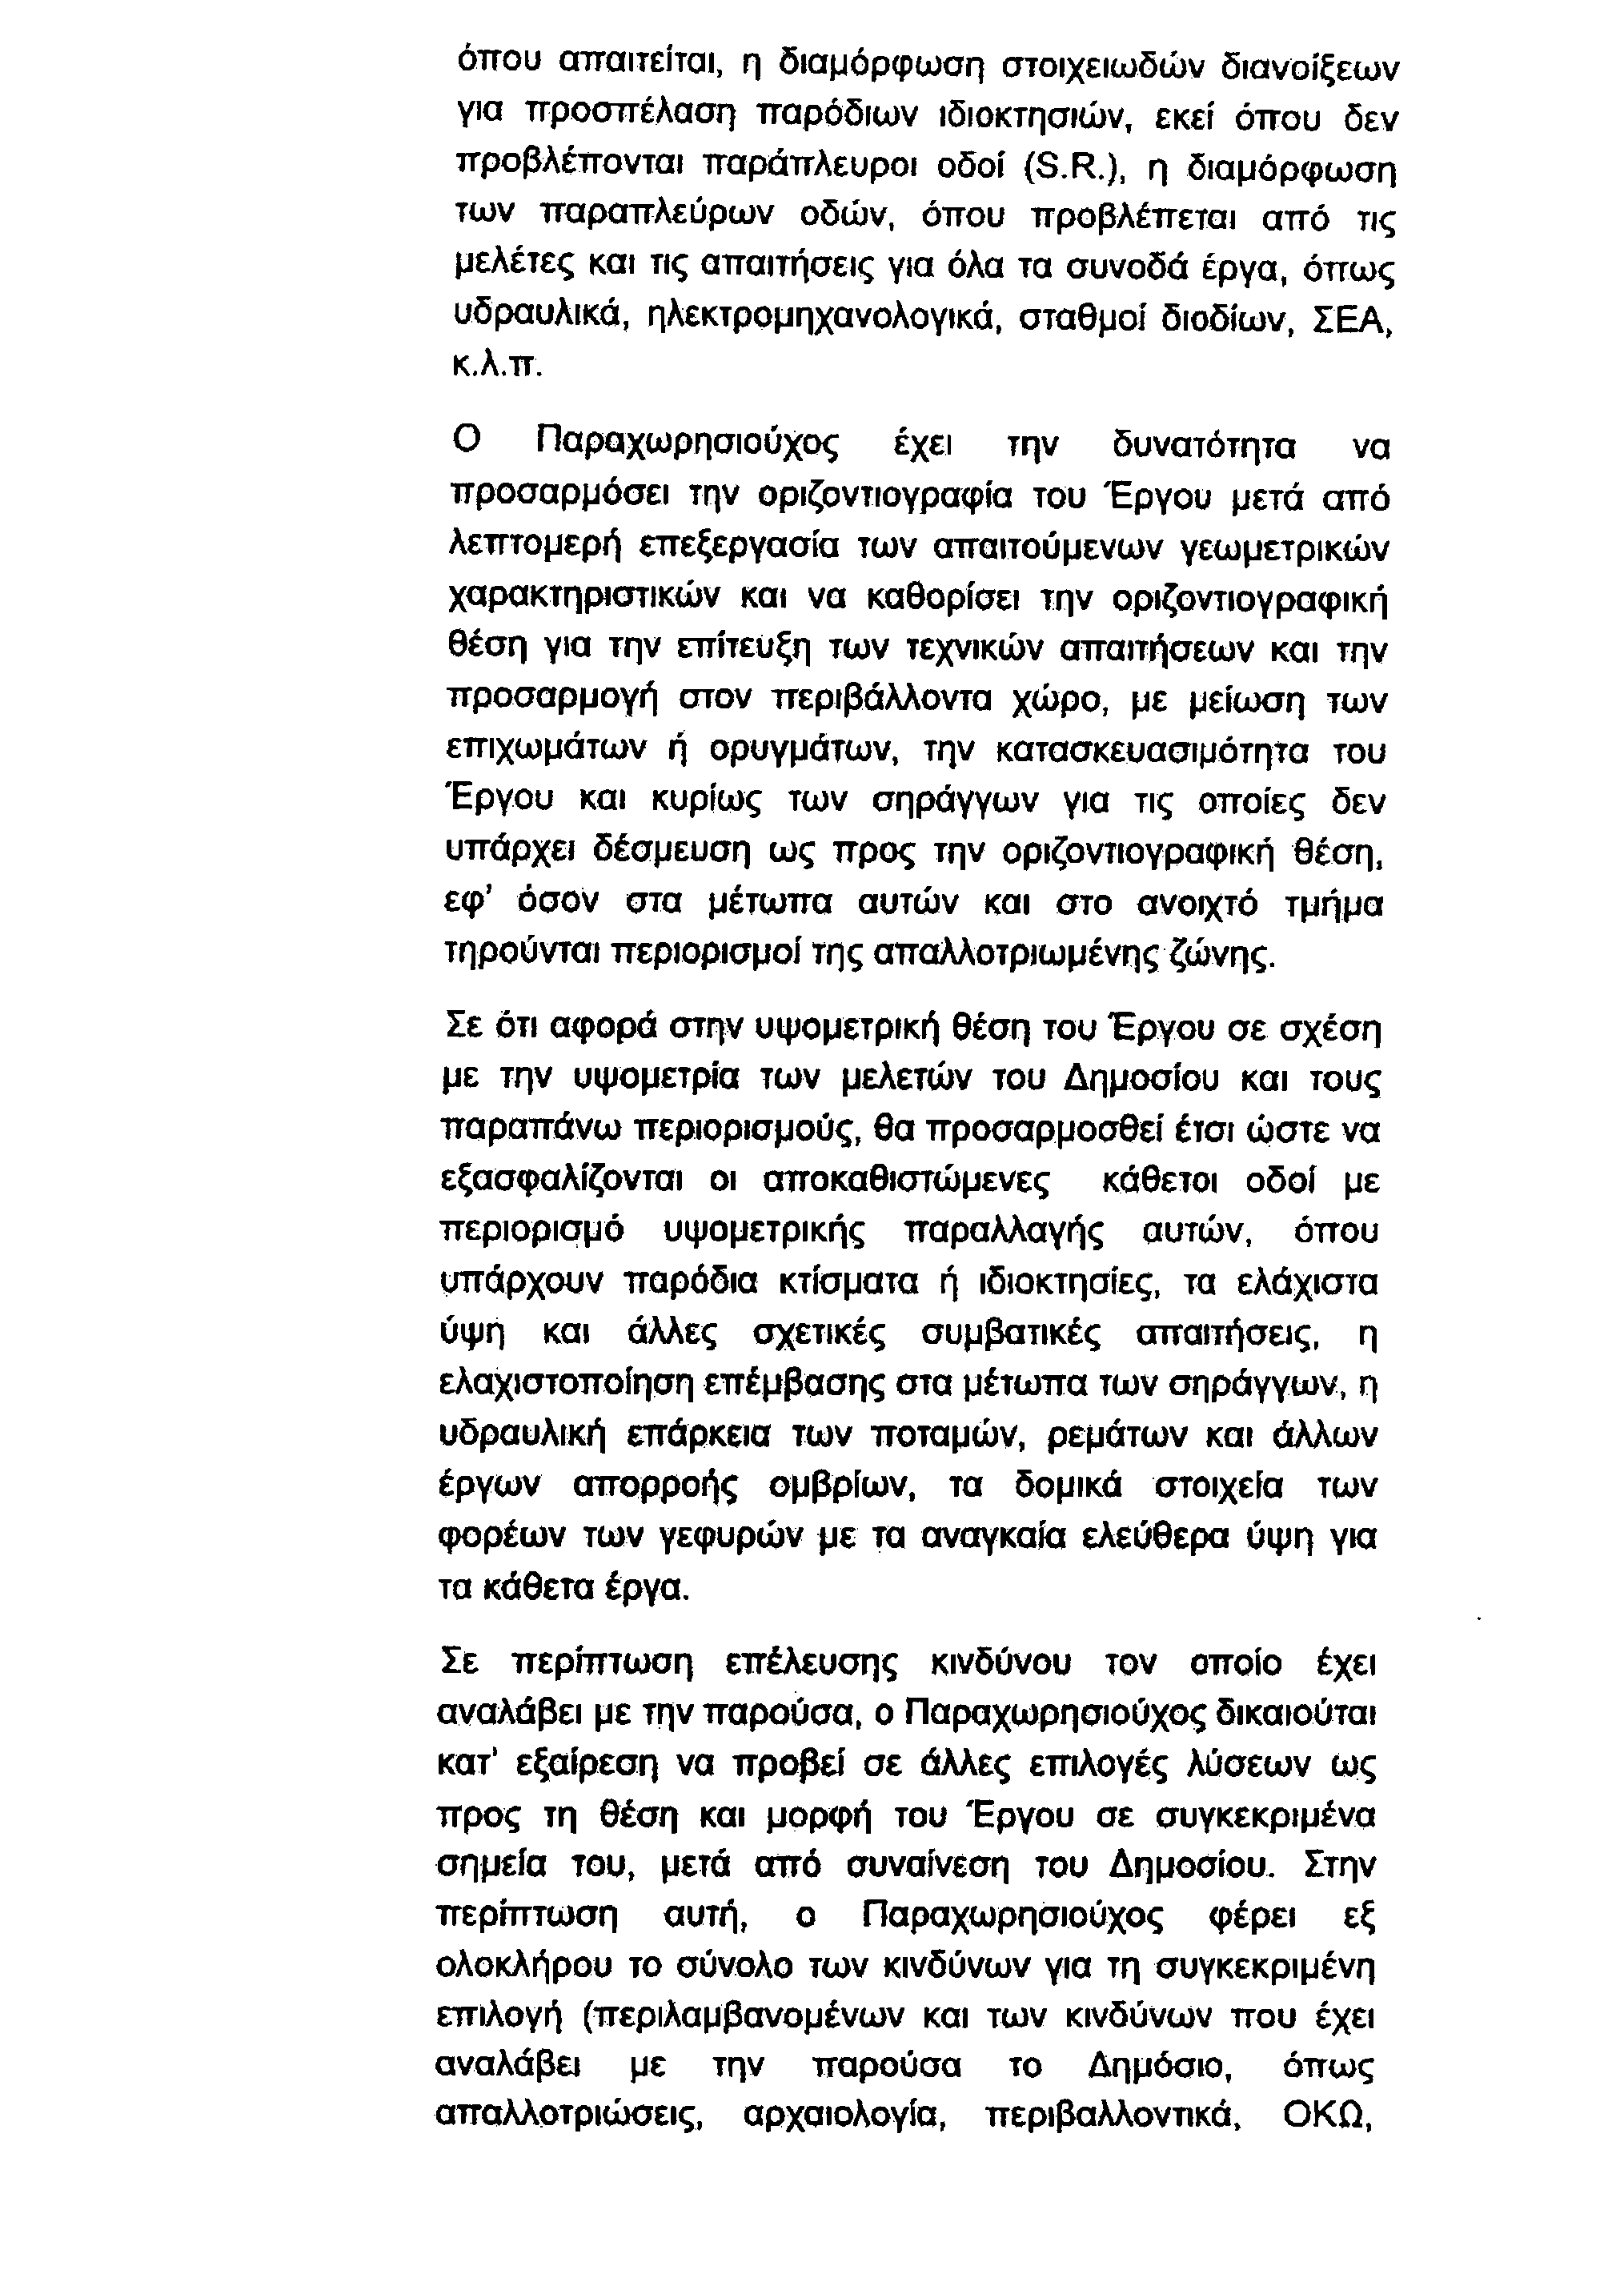 όπου απαιτείται, η διαμόρφωση στοιχειωδών διανοίξεων
για προσπέλαση παρόδιων ιδιοκτησιών, εκεί όπου δεν
προβλέπονται παράπλευροι οδοί (S.R.), η διαμόρφωση
των παραπλεύρων οδών, όπου προβλέπεται από τις
μελέτες και τις απαιτήσεις για όλα τα συνοδά έργα, όπως
υδραυλικά, ηλεκτρομηχανολογικά, σταθμοί διοδίων, ΣΕΑ,
κ.λ.π.
Ο Παραχωρησιούχος έχει την δυνατότητα να
προσαρμόσει την οριζοντιογραφία του Έργου μετά από
λεπτομερή επεξεργασία των απαιτούμενων γεωμετρικών
χαρακτηριστικών και να καθορίσει την οριζοντιογραφική
θέση για την επίτευξη των τεχνικών απαιτήσεων και την
προσαρμογή στον περιβάλλοντα χώρο, με μείωση των
επιχωμάτων ή ορυγμάτων, την κατασκευασιμότητα του
Έργου και κυρίως των σηράγγων για τις οποίες δεν
υπάρχει δέσμευση ως προς την οριζοντιογραφική θέση,
εφ’ όσον στα μέτωπα αυτών και στο ανοιχτό τμήμα
τηρούνται περιορισμοί της απαλλοτριωμένης ζώνης.
Σε ότι αφορά στην υψομετρική θέση του Έργου σε σχέση
με την υψομετρία των μελετών του Δημοσίου και τους
παραπάνω περιορισμούς, θα προσαρμοσθεί έτσι ώστε να
εξασφαλίζονται οι αποκαθιστώμενες κάθετοι οδοί με
περιορισμό υψομετρικής παραλλαγής αυτών, όπου
υπάρχουν παρόδια κτίσματα ή ιδιοκτησίες, τα ελάχιστα
ύψη και άλλες σχετικές συμβατικές απαιτήσεις, η
ελαχιστοποίηση επέμβασης στα μέτωπα των σηράγγων, η
υδραυλική επάρκεια των ποταμών, ρεμάτων και άλλων
έργων απορροής ομβρίων, τα δομικά στοιχεία των
φορέων των γεφυρών με τα αναγκαία ελεύθερα ύψη για
τα κάθετα έργα.
Σε περίπτωση επέλευσης κινδύνου τον οποίο έχει
αναλάβει με την παρούσα, ο Παραχωρησιούχος δικαιούται
κατ’ εξαίρεση να προβεί σε άλλες επιλογές λύσεων ως
προς τη θέση και μορφή του Έργου σε συγκεκριμένα
σημεία του, μετά από συναίνεση του Δημοσίου. Στην
περίπτωση αυτή, ο Παραχωρησιούχος φέρει εξ
ολοκλήρου το σύνολο των κινδύνων για τη συγκεκριμένη
επιλογή (περιλαμβανομένων και των κινδύνων που έχει
αναλάβει με την παρούσα το Δημόσιο, όπως
απαλλοτριώσεις, αρχαιολογία, περιβαλλοντικά, ΟΚΩ,